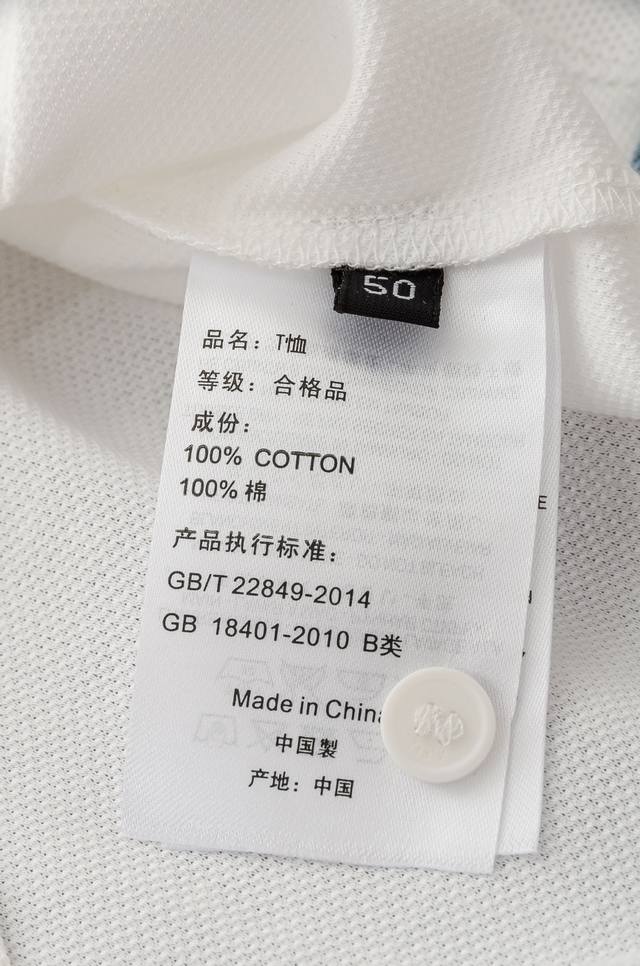 50
品名：T恤
等级：合格品
成份：
100% COTTON
100% 棉
产品执行标准：
GB/T 22849-2014
GB 18401-2010 B类
Made in China
中国製
产地：中国
E